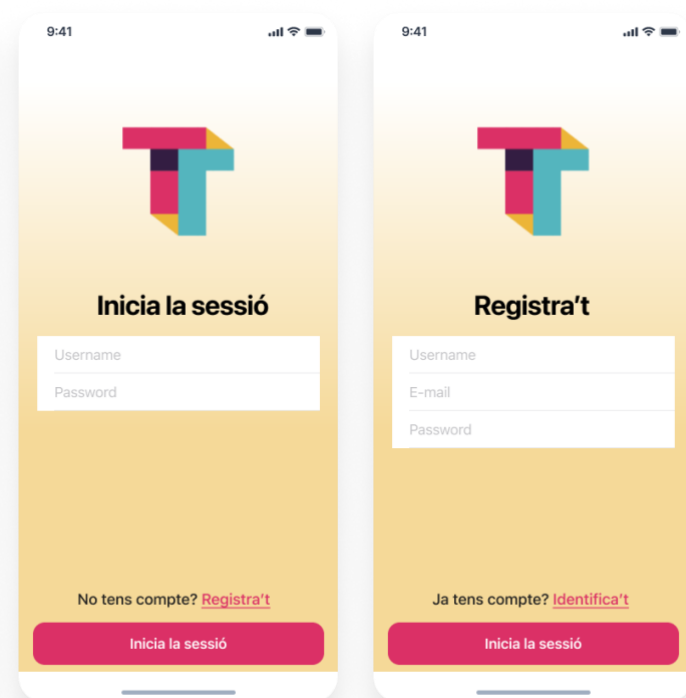 9:41
Inicia la sessió
Username
Password
No tens compte? Registra't
Inicia la sessió
9:41
Registra't
Username
E-mail
Password
Ja tens compte? Identifica't
Inicia la sessió